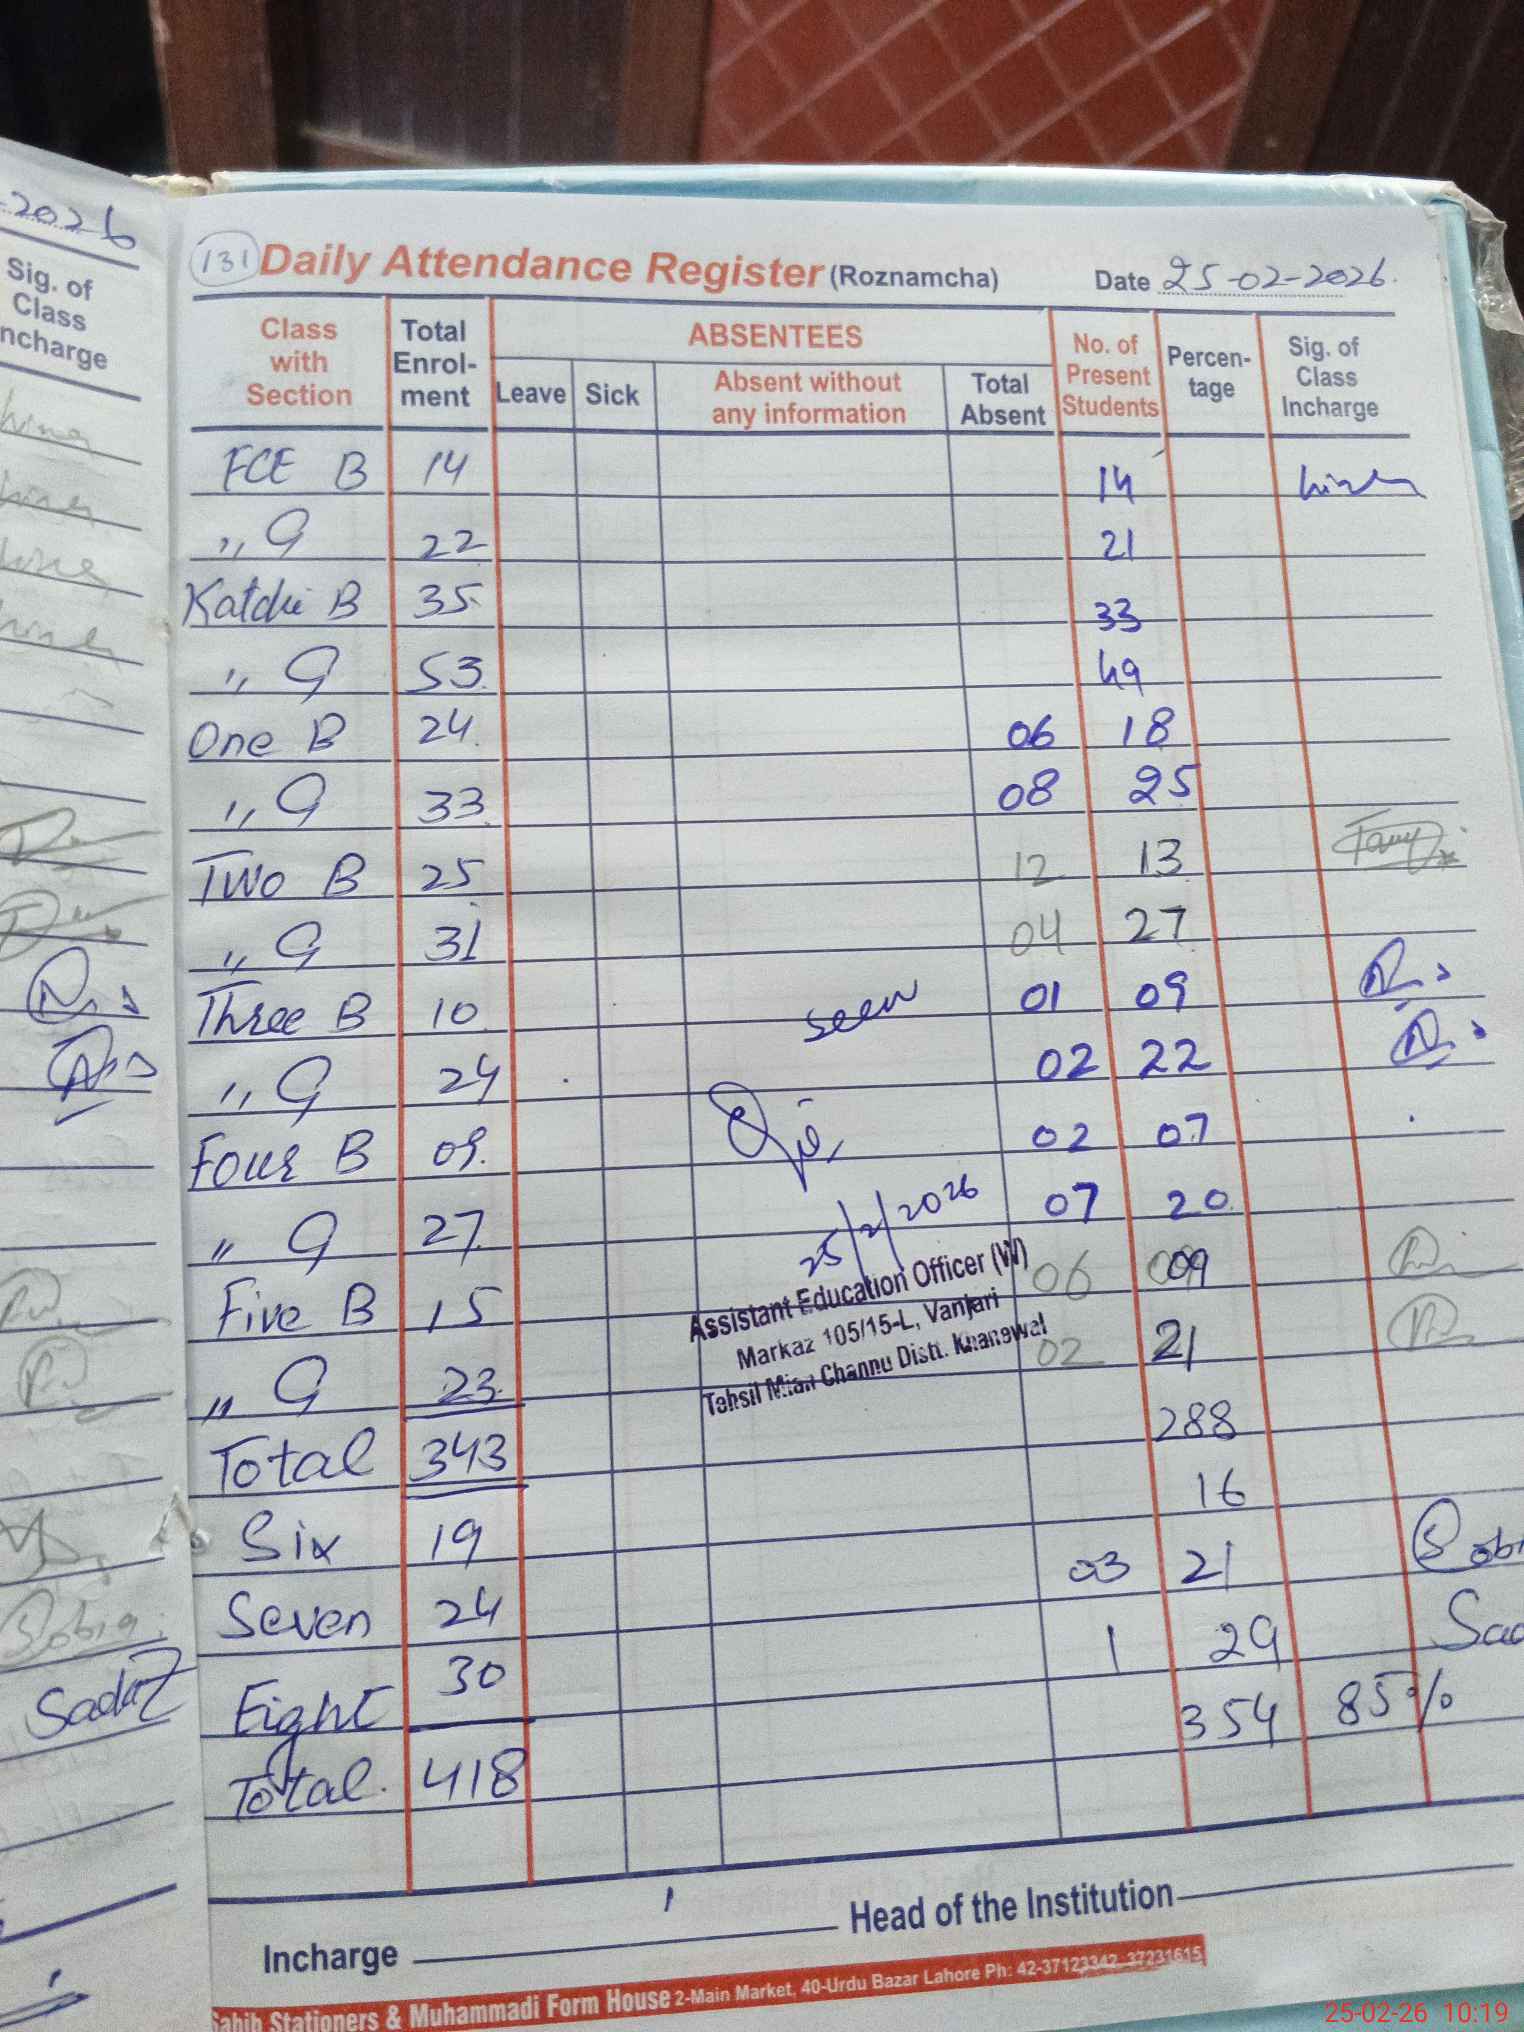 -2026
Sig. of
Class
ncharge
Sobia
Sadaf
131 Daily Attendance Register (Roznamcha) Date 25-02-2026.
Class with Section Total Enrol-ment ABSENTEES No. of Present Students Percen-tage Sig. of Class Incharge
Leave Sick Absent without any information Total Absent
FCE B 14 14
,, G 22 21
Katchi B 35 33
,, G 53 49
One B 24 06 18
,, G 33 08 25
Two B 25 12 13
,, G 31 04 27
Three B 10 01 09
seen
,, G 24 02 22
Four B 09 02 07
,, G 27 07 20
25/2/2026
Five B 15 06 09
Assistant Education Officer (W)
Markaz 105/15-L, Vanjari
Tehsil Mian Channu Distt. Khanewal
,, G 23 02 21
Total 343 288
Six 19 16
Seven 24 03 21 Sobi
Eight 30 1 29 Sad
Total. 418 354 85%
Incharge Head of the Institution
Sahib Stationers & Muhammadi Form House 2-Main Market, 40-Urdu Bazar Lahore Ph: 42-37123342, 37231615
25-02-26 10:19